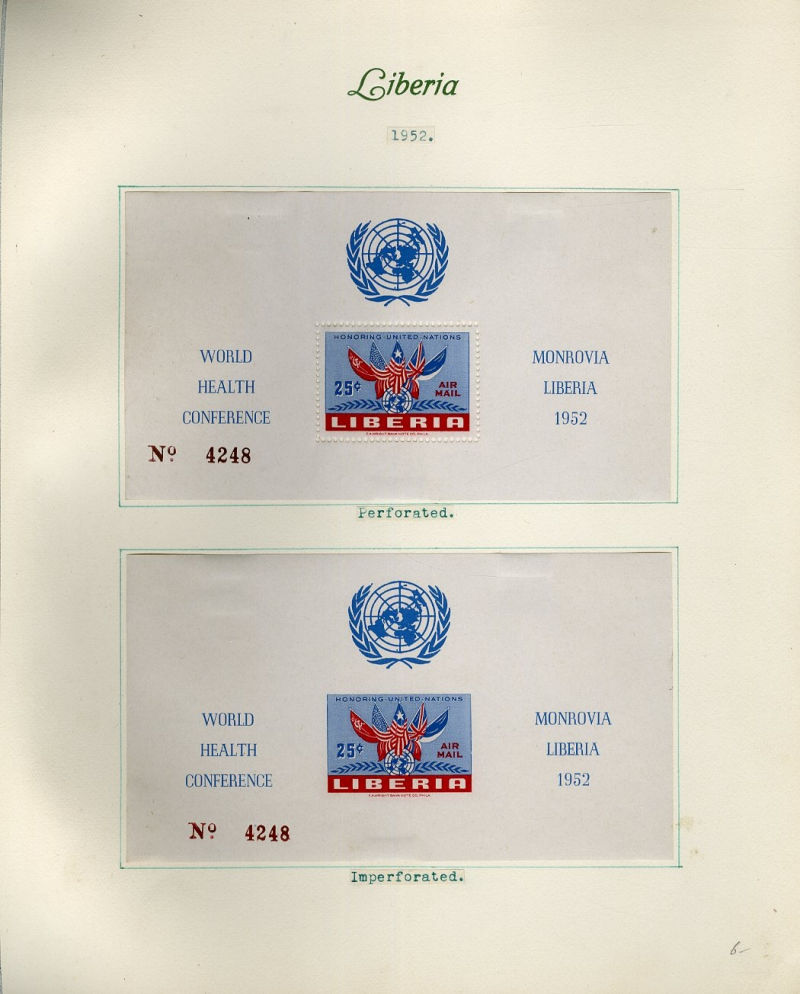 Liberia
1952.
HONORING·UNITED·NATIONS
WORLD
HEALTH
CONFERENCE
25¢
AIR
MAIL
LIBERIA
MONROVIA
LIBERIA
1952
Nº 4248
Perforated.
HONORING·UNITED·NATIONS
WORLD
HEALTH
CONFERENCE
25¢
AIR
MAIL
LIBERIA
MONROVIA
LIBERIA
1952
Nº 4248
Imperforated.
6-